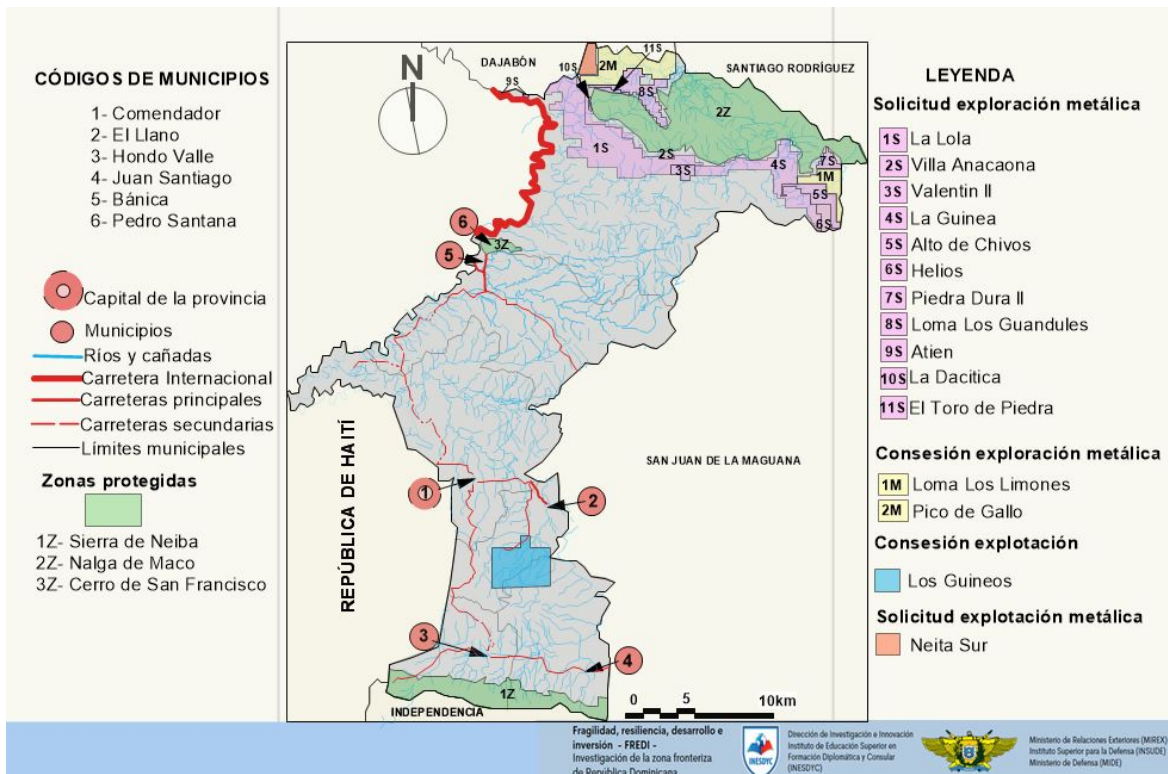 CÓDIGOS DE MUNICIPIOS
1- Comendador
2- El Llano
3- Hondo Valle
4- Juan Santiago
5- Bánica
6- Pedro Santana
Capital de la provincia
Municipios
Ríos y cañadas
Carretera Internacional
Carreteras principales
Carreteras secundarias
Límites municipales
Zonas protegidas
1Z- Sierra de Neiba
2Z- Nalga de Maco
3Z- Cerro de San Francisco
N
DAJABÓN
9S
10S
2M
11S
SANTIAGO RODRÍGUEZ
8S
2Z
1S
2S
3S
4S
7S
1M
5S
6S
6
3Z
5
REPÚBLICA DE HAITÍ
SAN JUAN DE LA MAGUANA
1
2
3
4
1Z
INDEPENDENCIA
0 5 10km
LEYENDA
Solicitud exploración metálica
1S La Lola
2S Villa Anacaona
3S Valentin II
4S La Guinea
5S Alto de Chivos
6S Helios
7S Piedra Dura II
8S Loma Los Guandules
9S Atien
10S La Dacitica
11S El Toro de Piedra
Consesión exploración metálica
1M Loma Los Limones
2M Pico de Gallo
Consesión explotación
Los Guineos
Solicitud explotación metálica
Neita Sur
Fragilidad, resiliencia, desarrollo e
inversión - FREDI -
Investigación de la zona fronteriza
de República Dominicana
INESDYC
Dirección de Investigación e Innovación
Instituto de Educación Superior en
Formación Diplomática y Consular
(INESDYC)
Ministerio de Relaciones Exteriores (MIREX)
Instituto Superior para la Defensa (INSUDE)
Ministerio de Defensa (MIDE)